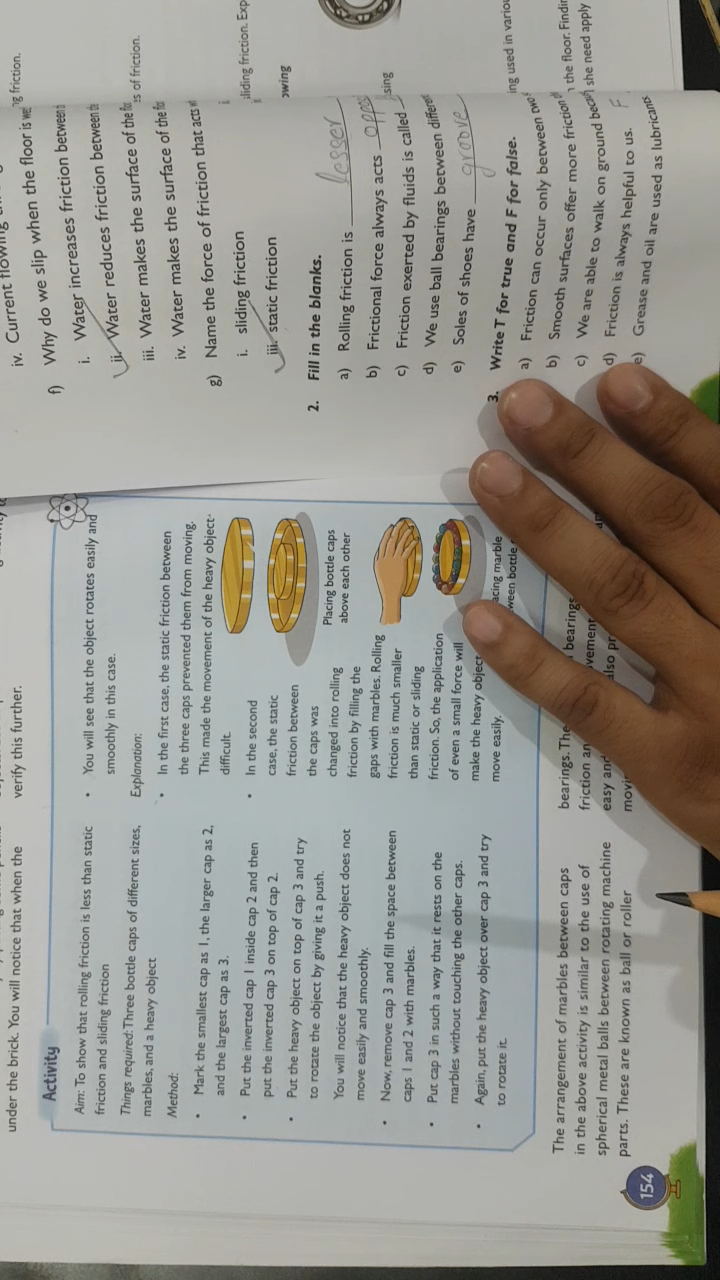 under the brick. You will notice that when the
verify this further.
Activity
Aim: To show that rolling friction is less than static
friction and sliding friction
Things required: Three bottle caps of different sizes,
marbles, and a heavy object
Method:
• Mark the smallest cap as 1, the larger cap as 2,
and the largest cap as 3.
• Put the inverted cap 1 inside cap 2 and then
put the inverted cap 3 on top of cap 2.
• Put the heavy object on top of cap 3 and try
to rotate the object by giving it a push.
You will notice that the heavy object does not
move easily and smoothly.
• Now, remove cap 3 and fill the space between
caps 1 and 2 with marbles.
• Put cap 3 in such a way that it rests on the
marbles without touching the other caps.
• Again, put the heavy object over cap 3 and try
to rotate it.
• You will see that the object rotates easily and
smoothly in this case.
Explanation:
• In the first case, the static friction between
the three caps prevented them from moving.
This made the movement of the heavy object
difficult.
• In the second
case, the static
friction between
the caps was
changed into rolling
friction by filling the
gaps with marbles. Rolling
friction is much smaller
than static or sliding
friction. So, the application
of even a small force will
make the heavy object
move easily.
Placing bottle caps
above each other
marble
bottle
The arrangement of marbles between caps
in the above activity is similar to the use of
spherical metal balls between rotating machine
parts. These are known as ball or roller
bearings. The bearings
friction
easy and also
154
iv. Current flowing
f) Why do we slip when the floor is
i. Water increases friction between
ii. Water reduces friction between
iii. Water makes the surface of the
iv. Water makes the surface of the
g) Name the force of friction that acts
i. sliding friction
iii. static friction
2. Fill in the blanks.
a) Rolling friction is lesser
b) Frictional force always acts
c) Friction exerted by fluids is called
d) We use ball bearings between
e) Soles of shoes have groove
3. Write T for true and F for false.
a) Friction can occur only between
b) Smooth surfaces offer more friction
c) We are able to walk on ground
d) Friction is always helpful to us. F
e) Grease and oil are used as lubricants
friction.
of friction.
sliding friction.
used in
the floor.
she need apply